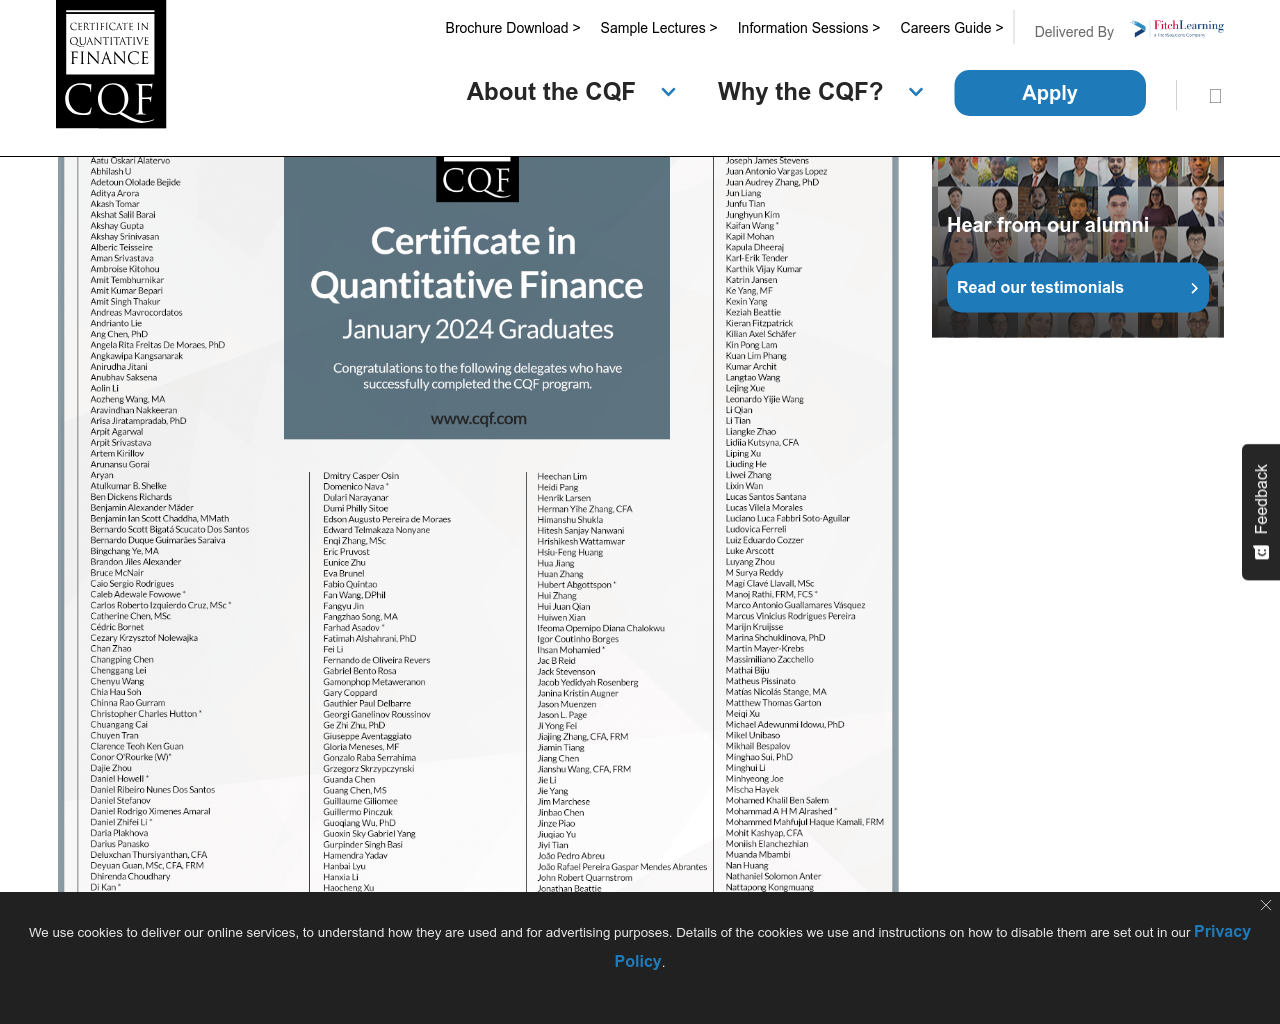 CERTIFICATE IN
QUANTITATIVE
FINANCE
CQF
Brochure Download >
Sample Lectures >
Information Sessions >
Careers Guide >
Delivered By
FitchLearning
About the CQF
Why the CQF?
Apply
Aatu Oskari Alatervo
Abhilash U
Adetoun Ololade Bejide
Aditya Arora
Akash Tomar
Akshat Salil Barai
Akshay Gupta
Akshay Srinivasan
Alberic Teisseire
Aman Srivastava
Ambroise Kitohou
Amit Tembhurnikar
Amit Kumar Bepari
Amit Singh Thakur
Andreas Mavrocordatos
Andrianto Lie
Ang Chen, PhD
Angela Rita Freitas De Moraes, PhD
Angkawipa Kangsanarak
Anirudha Jitani
Anubhav Saksena
Aolin Li
Aozheng Wang, MA
Aravindhan Nakkeeran
Arisa Jiratampradab, PhD
Arpit Agarwal
Arpit Srivastava
Artem Kirillov
Arunansu Gorai
Aryan
Atulkumar B. Shelke
Ben Dickens Richards
Benjamin Alexander Mäder
Benjamin Ian Scott Chaddha, MMath
Bernardo Scott Bigatá Scucato Dos Santos
Bernardo Duque Guimarães Saraiva
Bingchang Ye, MA
Brandon Jiles Alexander
Bruce McNair
Caio Sergio Rodrigues
Caleb Adewale Fowowe *
Carlos Roberto Izquierdo Cruz, MSc *
Catherine Chen, MSc
Cédric Bornet
Cezary Krzysztof Nolewajka
Chan Zhao
Changping Chen
Chenggang Lei
Chenyu Wang
Chia Hau Soh
Chinna Rao Gurram
Christopher Charles Hutton *
Chuangang Cai
Chuyen Tran
Clarence Teoh Ken Guan
Conor O'Rourke (W)*
Dajie Zhou
Daniel Howell *
Daniel Ribeiro Nunes Dos Santos
Daniel Stefanov
Daniel Rodrigo Ximenes Amaral
Daniel Zhifei Li *
Daria Plakhova
Darius Panasko
Deluxchan Thursiyanthan, CFA
Deyuan Guan, MSc, CFA, FRM
Dhirenda Choudhary
Di Kan *
CQF
Certificate in
Quantitative Finance
January 2024 Graduates
Congratulations to the following delegates who have
successfully completed the CQF program.
www.cqf.com
Dmitry Casper Osin
Domenico Nava *
Dulari Narayanar
Dumi Philly Sitoe
Edson Augusto Pereira de Moraes
Edward Telmakaza Nonyane
Enqi Zhang, MSc
Eric Pruvost
Eunice Zhu
Eva Brunel
Fabio Quintao
Fan Wang, DPhil
Fangyu Jin
Fangzhao Song, MA
Farhad Asadov *
Fatimah Alshahrani, PhD
Fei Li
Fernando de Oliveira Revers
Gabriel Bento Rosa
Gamonphop Metaweranon
Gary Coppard
Gauthier Paul Delbarre
Georgi Ganelinov Roussinov
Ge Zhi Zhu, PhD
Giuseppe Aventaggiato
Gloria Meneses, MF
Gonzalo Raba Serrahima
Grzegorz Skrzypczynski
Guanda Chen
Guang Chen, MS
Guillaume Giliomee
Guillermo Pinczuk
Guoqiang Wu, PhD
Guoxin Sky Gabriel Yang
Gurpinder Singh Basi
Hamendra Yadav
Hanbai Lyu
Hanxia Li
Haocheng Xu
Heechan Lim
Heidi Pang
Henrik Larsen
Herman Yihe Zhang, CFA
Himanshu Shukla
Hitesh Sanjay Nanwani
Hrishikesh Wattamwar
Hsiu-Feng Huang
Hua Jiang
Huan Zhang
Hubert Abgottspon *
Hui Zhang
Hui Juan Qian
Huiwen Xian
Ifeoma Opemipo Diana Chalokwu
Igor Coutinho Borges
Ihsan Mohamied *
Jac B Reid
Jack Stevenson
Jacob Yedidyah Rosenberg
Janina Kristin Augner
Jason Muenzen
Jason L. Page
Ji Yong Fei
Jiajing Zhang, CFA, FRM
Jiamin Tiang
Jiang Chen
Jianshu Wang, CFA, FRM
Jie Li
Jie Yang
Jim Marchese
Jinbao Chen
Jinze Piao
Jiuqiao Yu
Jiyi Tian
João Pedro Abreu
João Rafael Pereira Gaspar Mendes Abrantes
John Robert Quarnstrom
Jonathan Beattie
Joseph James Stevens
Juan Antonio Vargas Lopez
Juan Audrey Zhang, PhD
Jun Liang
Junfu Tian
Junghyun Kim
Kaifan Wang *
Kapil Mohan
Kapula Dheeraj
Karl-Erik Tender
Karthik Vijay Kumar
Katrin Jansen
Ke Yang, MF
Kexin Yang
Keziah Beattie
Kieran Fitzpatrick
Kilian Axel Schäfer
Kin Pong Lam
Kuan Lim Phang
Kumar Archit
Langtao Wang
Lejing Xue
Leonardo Yijie Wang
Li Qian
Li Tian
Liangke Zhao
Lidiia Kutsyna, CFA
Liping Xu
Liuding He
Liwei Zhang
Lixin Wan
Lucas Santos Santana
Lucas Vilela Morales
Luciano Luca Fabbri Soto-Aguilar
Ludovica Ferreli
Luiz Eduardo Cozzer
Luke Arscott
Luyang Zhou
M Surya Reddy
Magí Clavé Llavall, MSc
Manoj Rathi, FRM, FCS *
Marco Antonio Guallamares Vásquez
Marcus Vinicius Rodrigues Pereira
Marijn Kruijsse
Marina Shchuklinova, PhD
Martin Mayer-Krebs
Massimiliano Zacchello
Mathai Biju
Matheus Pissinato
Matías Nicolás Stange, MA
Matthew Thomas Garton
Meiqi Xu
Michael Adewunmi Idowu, PhD
Mikel Unibaso
Mikhail Bespalov
Minghao Sui, PhD
Minghui Li
Minhyeong Joe
Mischa Hayek
Mohamed Khalil Ben Salem
Mohammad A H M Alrashed *
Mohammed Mahfujul Haque Kamali, FRM
Mohit Kashyap, CFA
Moniish Elanchezhian
Muanda Mbambi
Nan Huang
Nathaniel Solomon Anter
Nattapong Kongmuang
Hear from our alumni
Read our testimonials
Feedback
We use cookies to deliver our online services, to understand how they are used and for advertising purposes. Details of the cookies we use and instructions on how to disable them are set out in our Privacy
Policy.